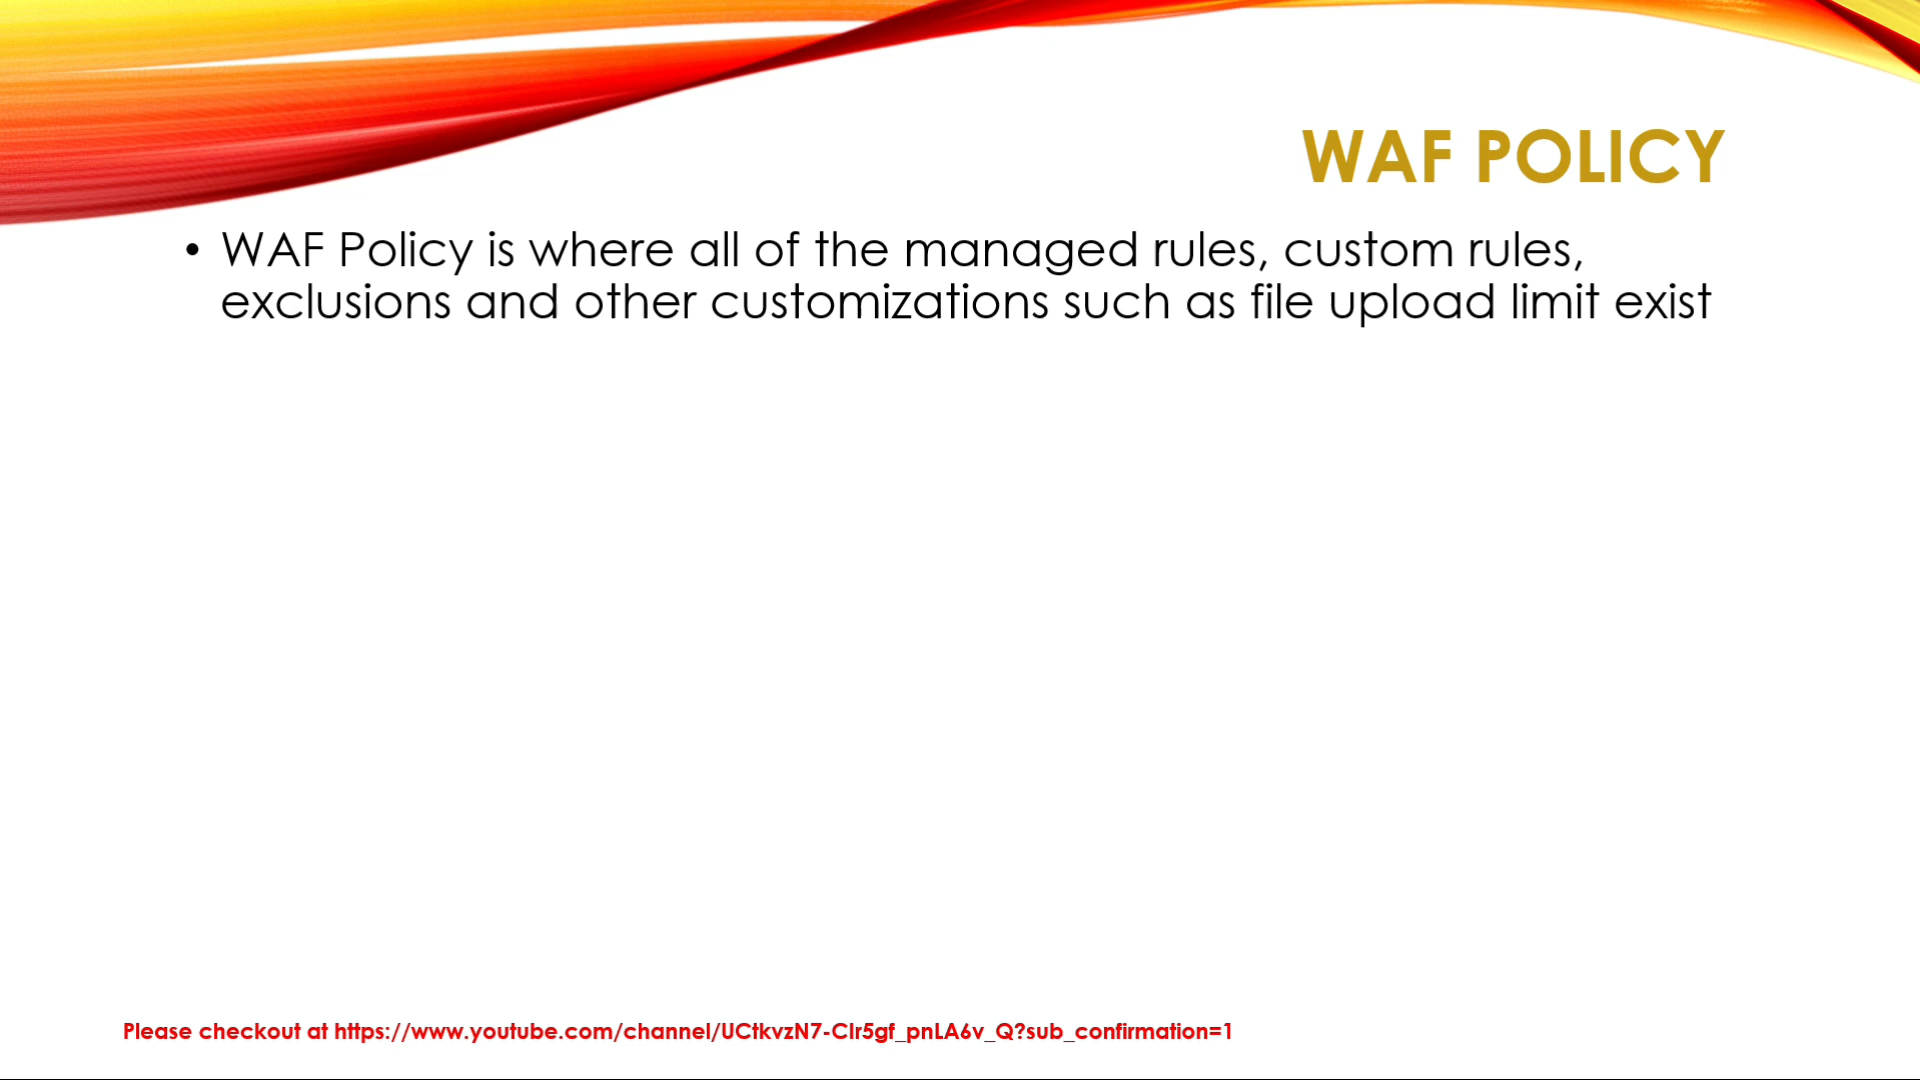 WAF POLICY
• WAF Policy is where all of the managed rules, custom rules,
exclusions and other customizations such as file upload limit exist
Please checkout at https://www.youtube.com/channel/UCtkvzN7-CIr5gf_pnLA6v_Q?sub_confirmation=1